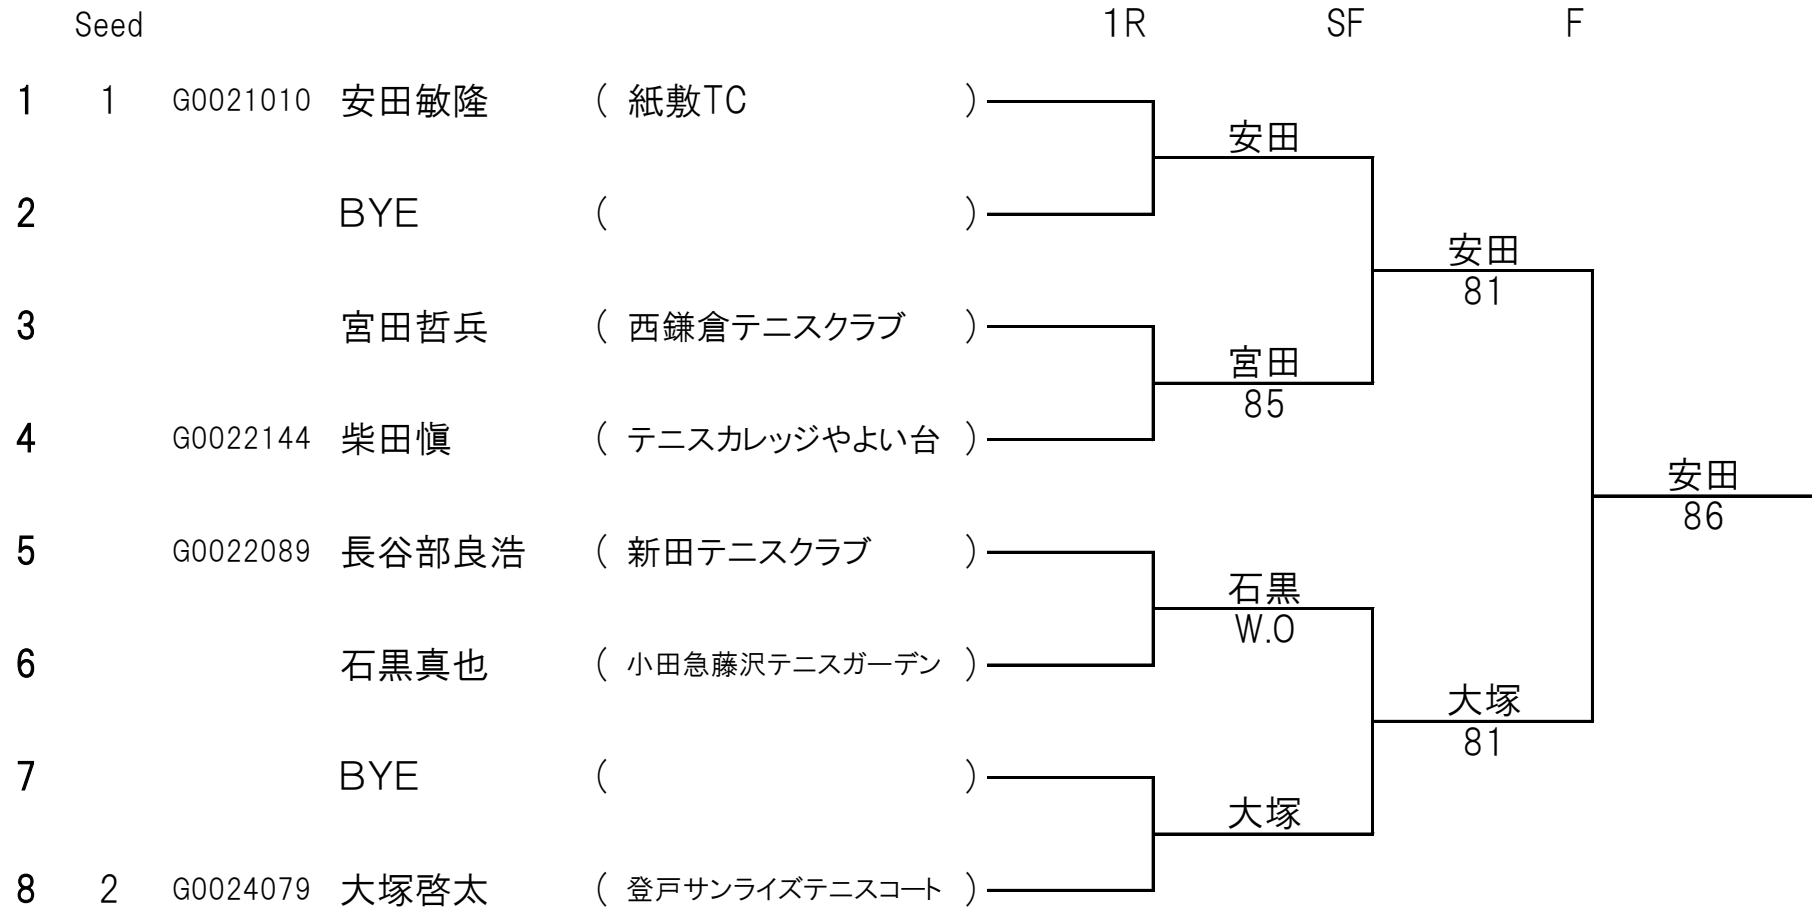 Seed 1R SF F
1 1 G0021010 安田敏隆 ( 紙敷TC )
安田
2 BYE ( )
安田
81
3 宮田哲兵 ( 西鎌倉テニスクラブ )
宮田
85
4 G0022144 柴田愼 ( テニスカレッジやよい台 )
安田
86
5 G0022089 長谷部良浩 ( 新田テニスクラブ )
石黒
W.O
6 石黒真也 ( 小田急藤沢テニスガーデン )
大塚
81
7 BYE ( )
大塚
8 2 G0024079 大塚啓太 ( 登戸サンライズテニスコート )